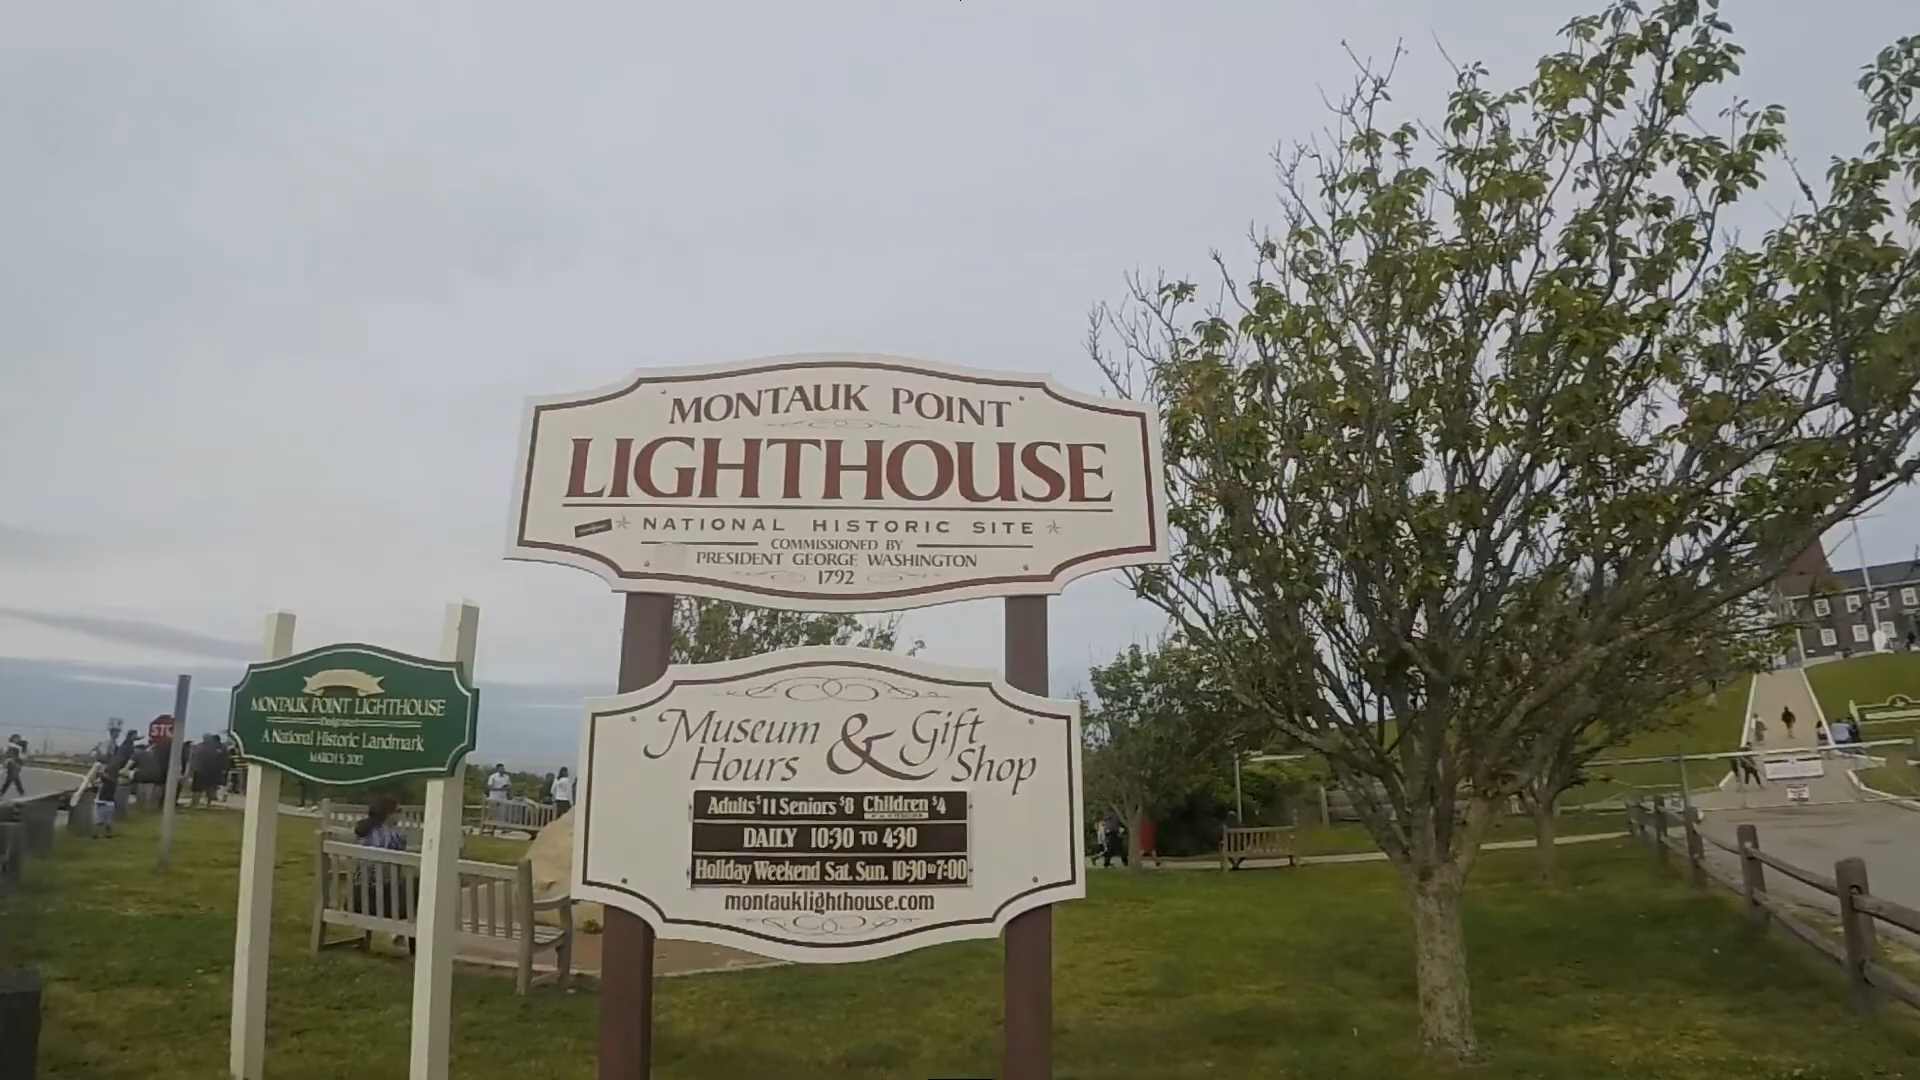 MONTAUK POINT
LIGHTHOUSE
NATIONAL HISTORIC SITE
COMMISSIONED BY
PRESIDENT GEORGE WASHINGTON
1792
MONTAUK POINT LIGHTHOUSE
Designated
A National Historic Landmark
MARCH 5, 2012
STO
Museum & Gift
Hours Shop
Adults $11 Seniors $8 Children $4
DAILY 10:30 TO 4:30
Holiday Weekend Sat. Sun. 10:30 to 7:00
montauklighthouse.com